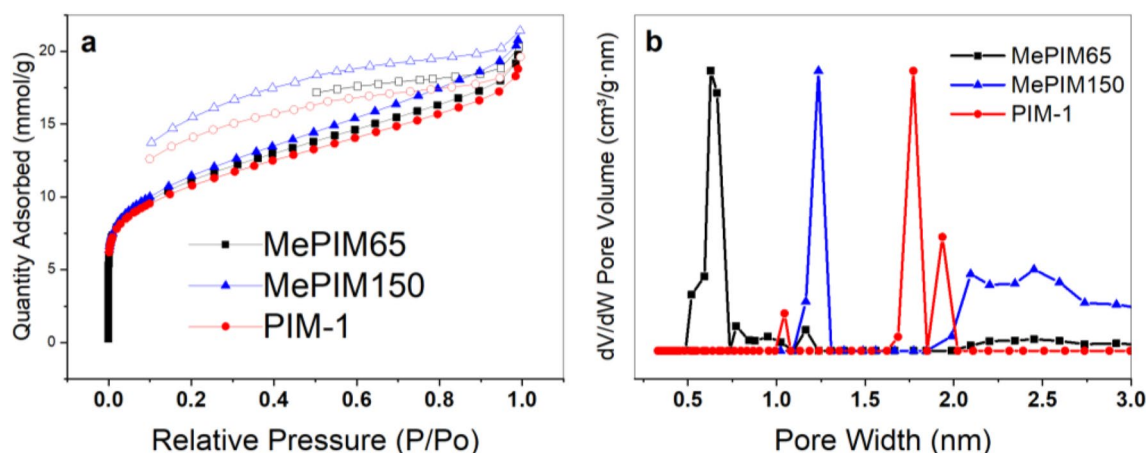 a
Quantity Adsorbed (mmol/g)
20
15
10
5
0
MePIM65
MePIM150
PIM-1
0.0 0.2 0.4 0.6 0.8 1.0
Relative Pressure (P/Po)
b
dV/dW Pore Volume (cm³/g·nm)
MePIM65
MePIM150
PIM-1
0.5 1.0 1.5 2.0 2.5 3.0
Pore Width (nm)